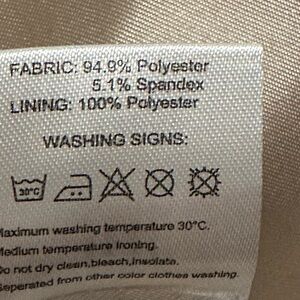 FABRIC: 94.9% Polyester
5.1% Spandex
LINING: 100% Polyester
WASHING SIGNS:
30°C
Maximum washing temperature 30°C.
Medium temperature ironing.
Do not dry clean,bleach,insolate.
Seperated from other color clothes washing.